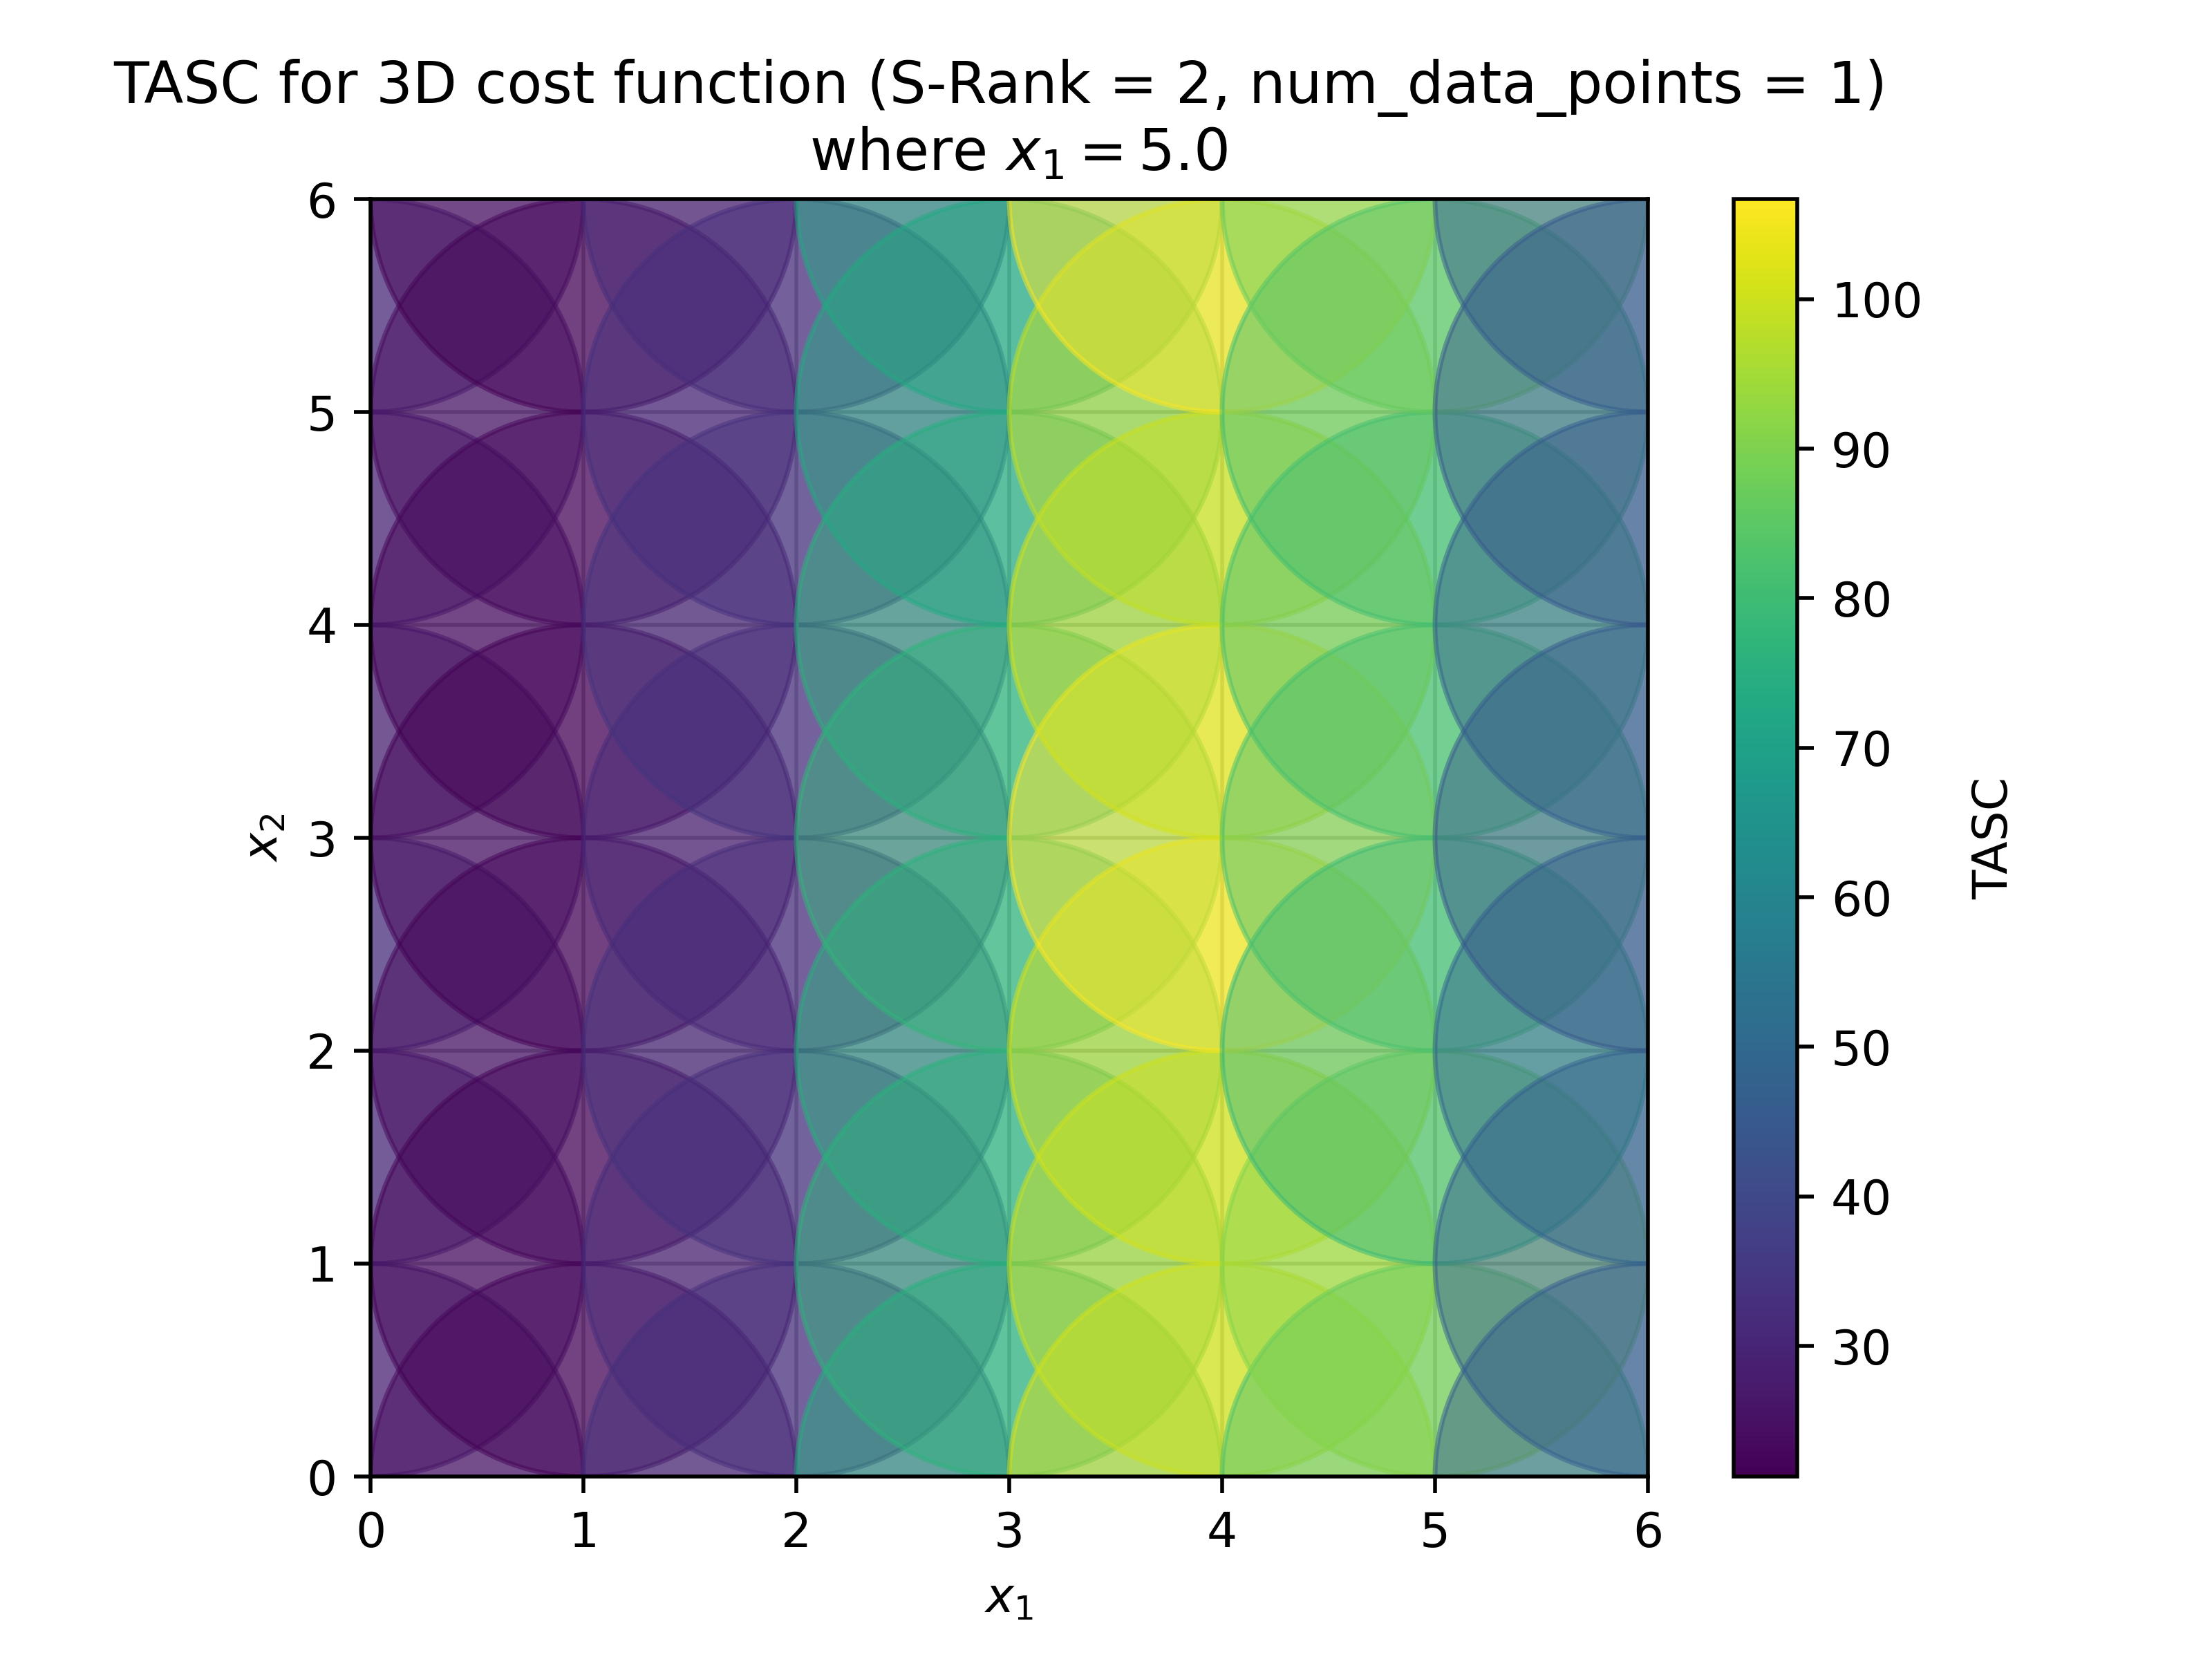 TASC for 3D cost function (S-Rank = 2, num_data_points = 1)
where x₁ = 5.0
6
5
4
3
2
1
0
x₂
0 1 2 3 4 5 6
x₁
100
90
80
70
60
50
40
30
TASC